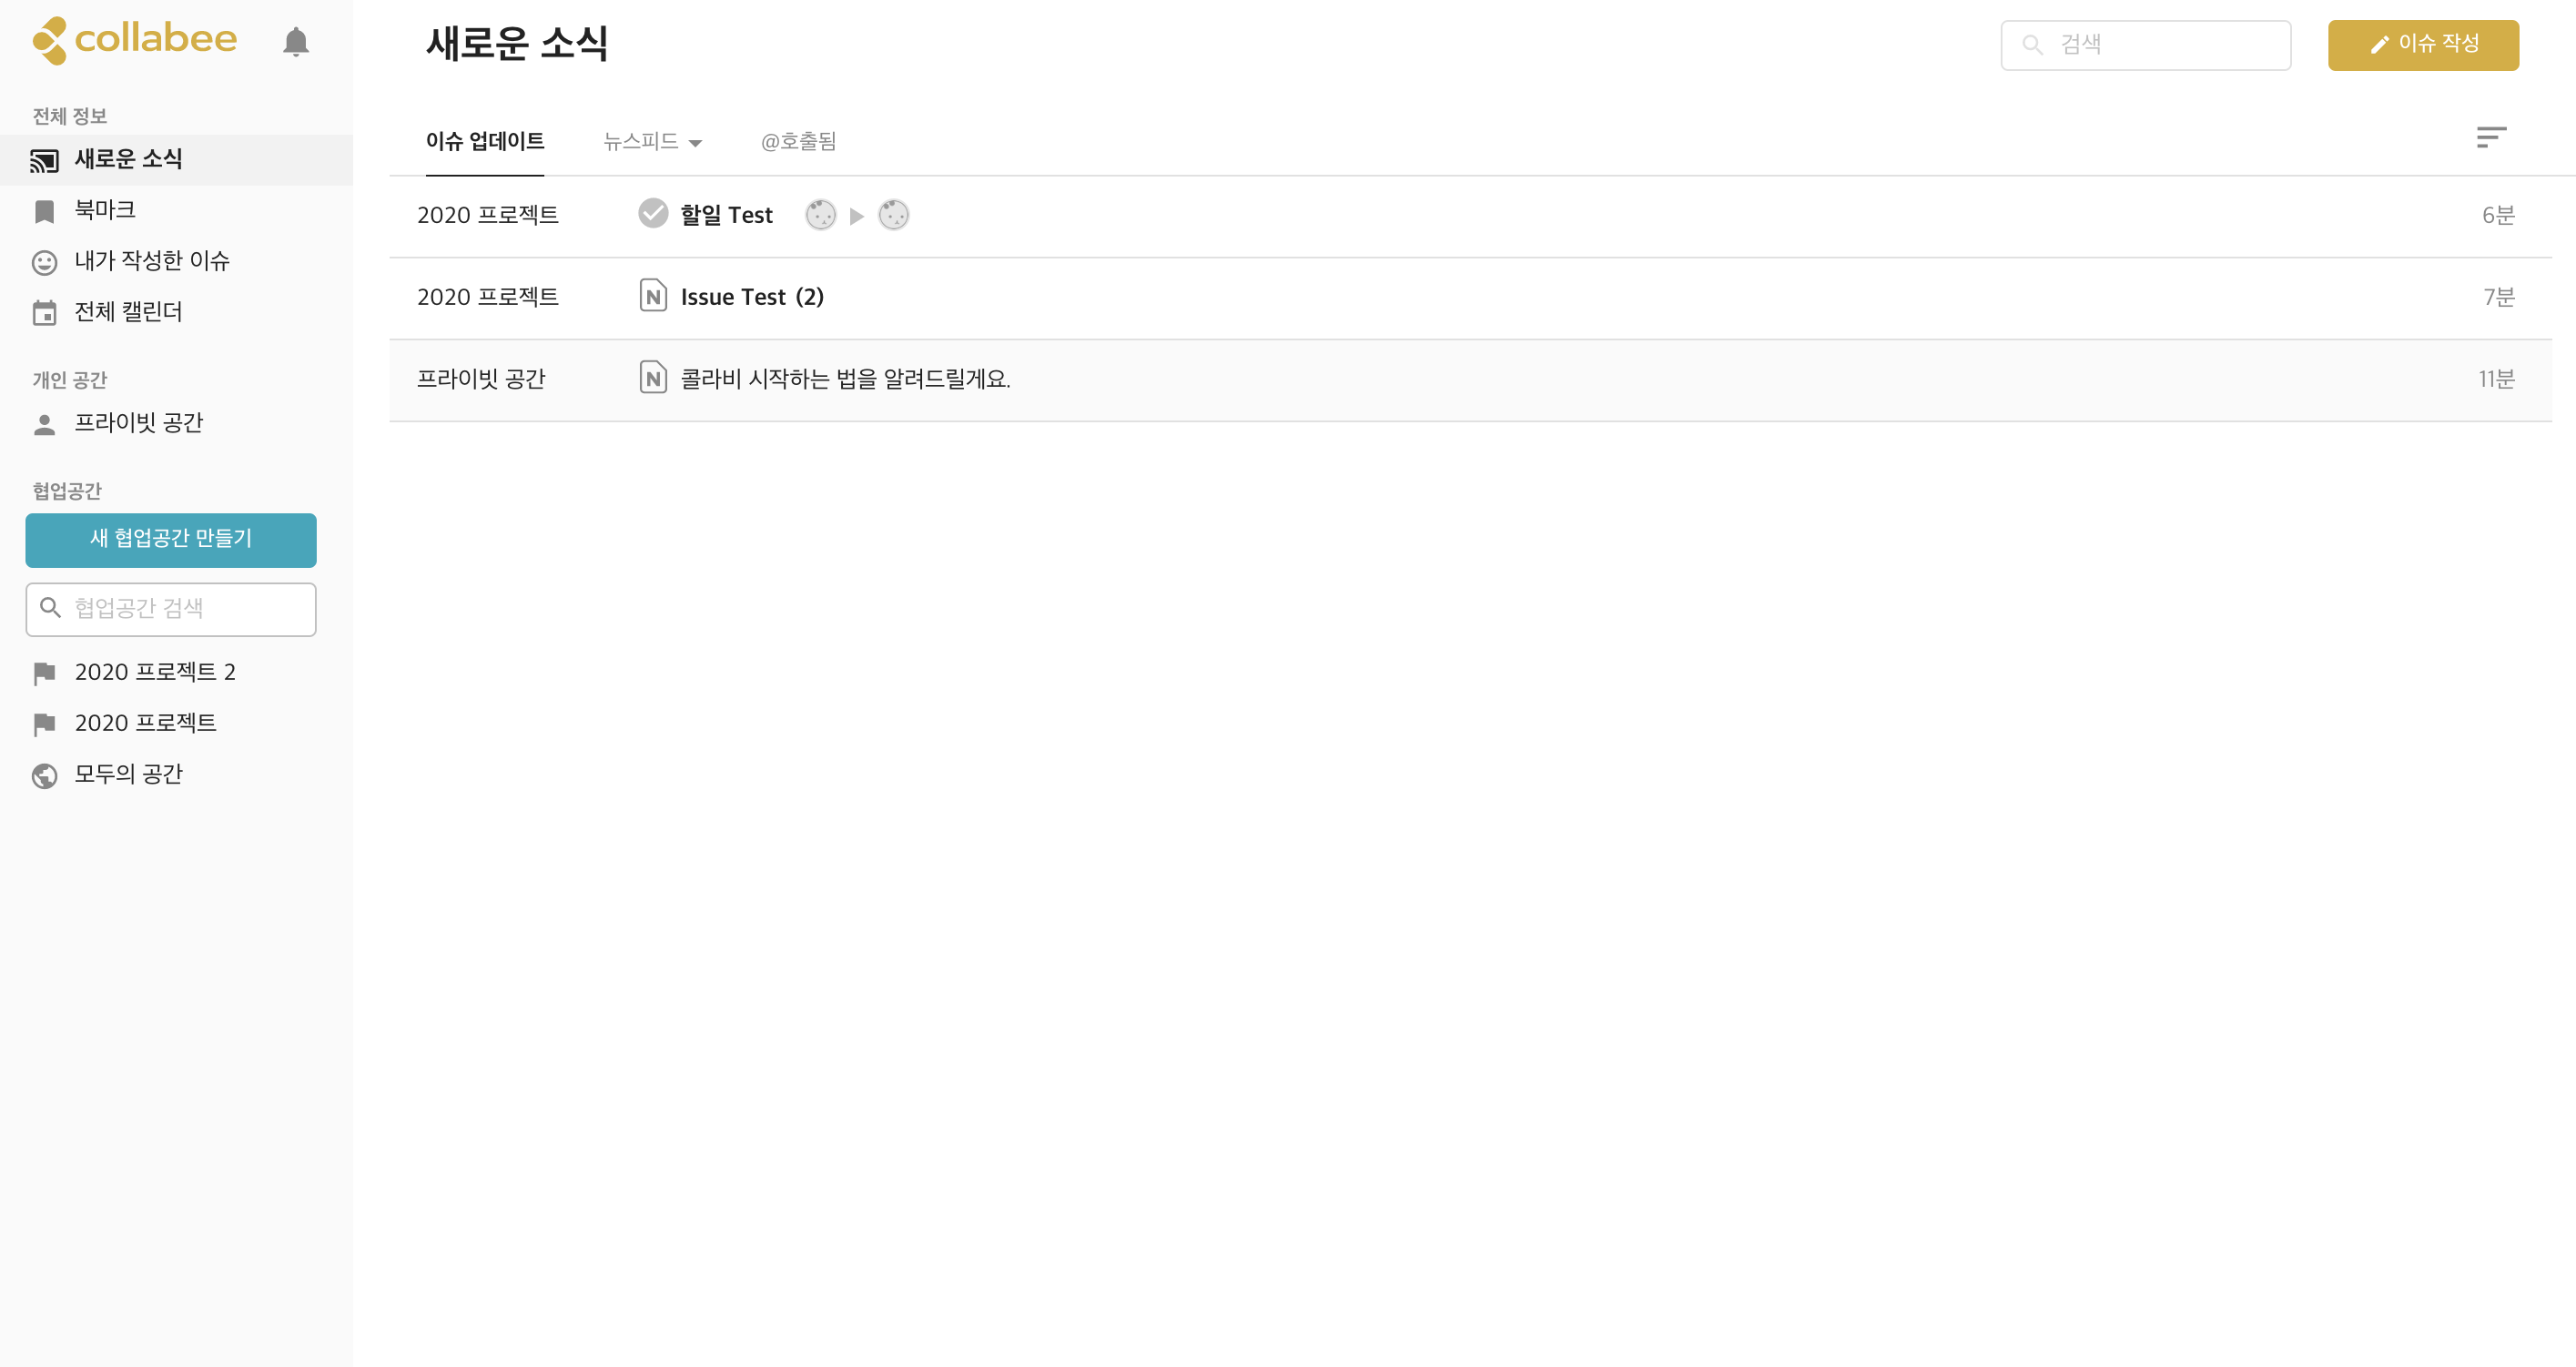 collabee
전체 정보
새로운 소식
북마크
내가 작성한 이슈
전체 캘린더
개인 공간
프라이빗 공간
협업공간
새 협업공간 만들기
협업공간 검색
2020 프로젝트 2
2020 프로젝트
모두의 공간
새로운 소식
검색
이슈 작성
이슈 업데이트 뉴스피드 @호출됨
2020 프로젝트 할일 Test 6분
2020 프로젝트 N Issue Test (2) 7분
프라이빗 공간 N 콜라비 시작하는 법을 알려드릴게요. 11분